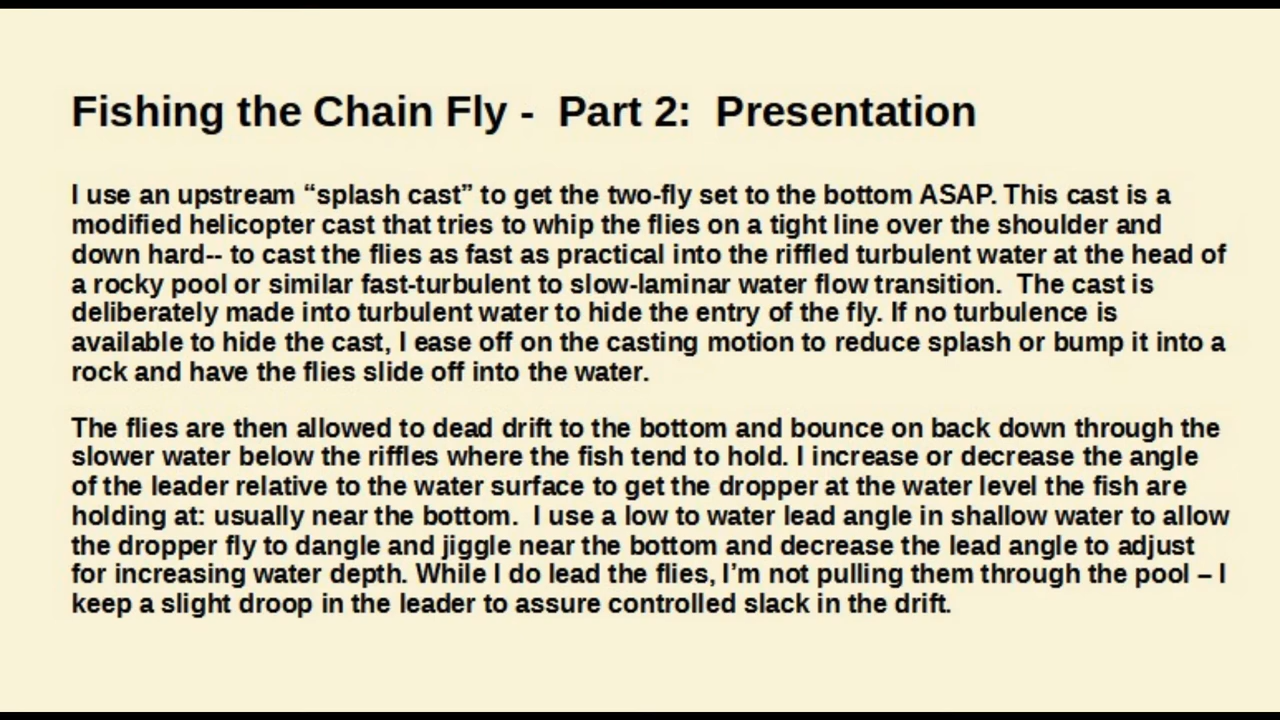 Fishing the Chain Fly -  Part 2:  Presentation
I use an upstream “splash cast” to get the two-fly set to the bottom ASAP. This cast is a
modified helicopter cast that tries to whip the flies on a tight line over the shoulder and
down hard-- to cast the flies as fast as practical into the riffled turbulent water at the head of
a rocky pool or similar fast-turbulent to slow-laminar water flow transition.  The cast is
deliberately made into turbulent water to hide the entry of the fly. If no turbulence is
available to hide the cast, I ease off on the casting motion to reduce splash or bump it into a
rock and have the flies slide off into the water.
The flies are then allowed to dead drift to the bottom and bounce on back down through the
slower water below the riffles where the fish tend to hold. I increase or decrease the angle
of the leader relative to the water surface to get the dropper at the water level the fish are
holding at: usually near the bottom.  I use a low to water lead angle in shallow water to allow
the dropper fly to dangle and jiggle near the bottom and decrease the lead angle to adjust
for increasing water depth. While I do lead the flies, I’m not pulling them through the pool – I
keep a slight droop in the leader to assure controlled slack in the drift.